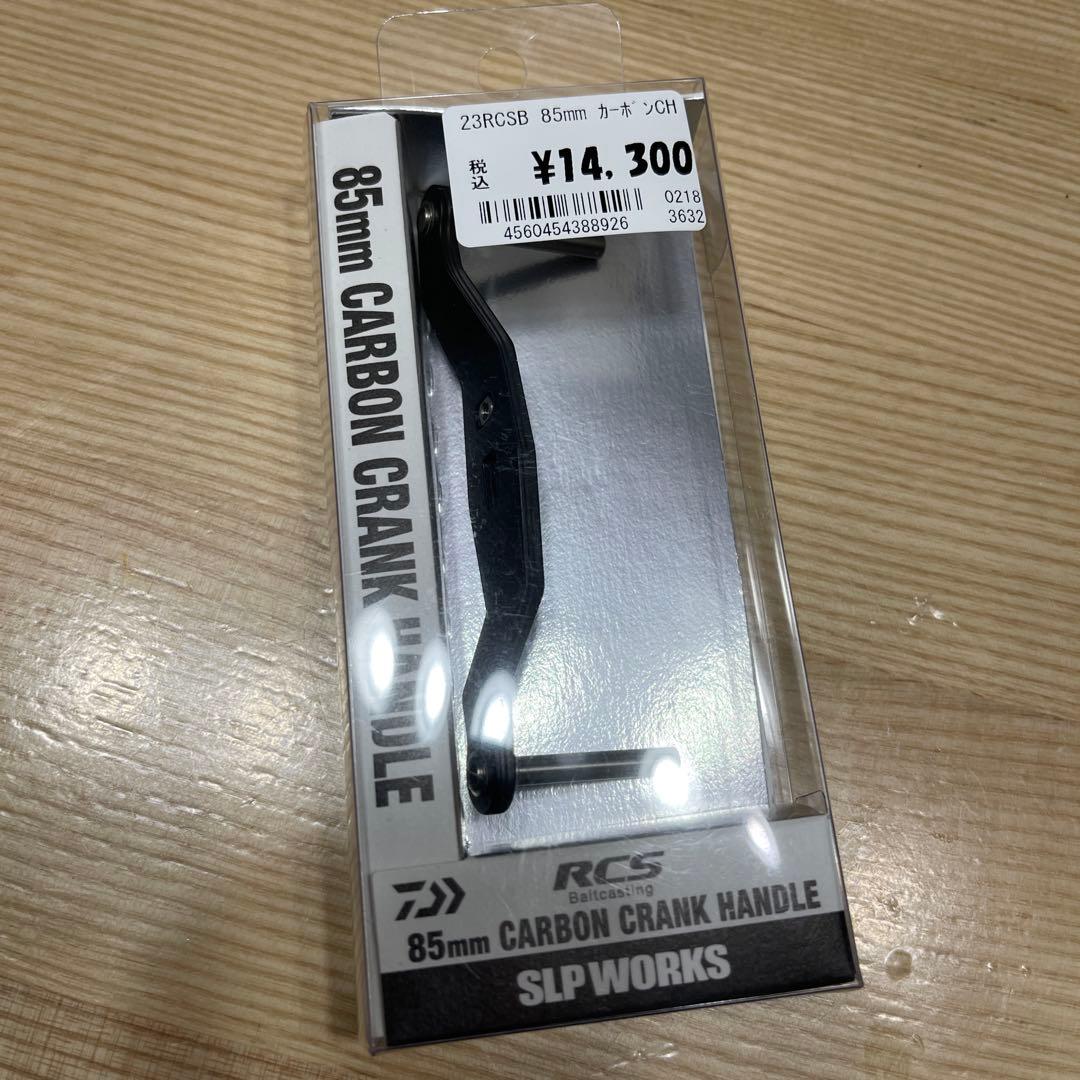 23RCSB 85mm カーボンCH
税込 ¥14,300
0218
4560454388926 3632
85mm CARBON CRANK HANDLE
RCS
Baitcasting
85mm CARBON CRANK HANDLE
SLP WORKS